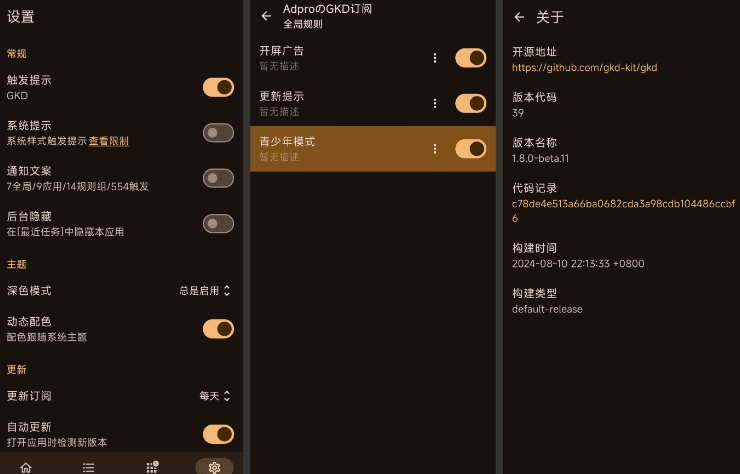 设置
常规
触发提示
GKD
系统提示
系统样式触发提示 查看限制
通知文案
7全局/9应用/14规则组/554触发
后台隐藏
在[最近任务]中隐藏本应用
主题
深色模式 总是启用
动态配色
配色跟随系统主题
更新
更新订阅 每天
自动更新
打开应用时检测新版本
AdproのGKD订阅
全局规则
开屏广告
暂无描述
更新提示
暂无描述
青少年模式
暂无描述
关于
开源地址
https://github.com/gkd-kit/gkd
版本代码
39
版本名称
1.8.0-beta.11
代码记录
c78de4e513a66ba0682cda3a98cdb104486ccbf
6
构建时间
2024-08-10 22:13:33 +0800
构建类型
default-release